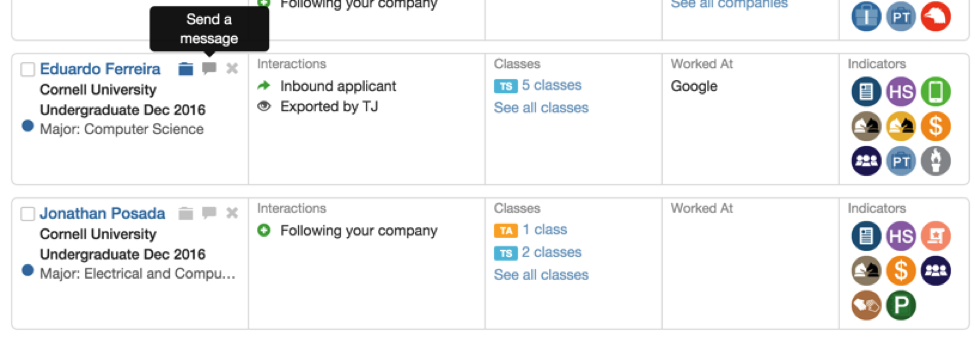 Following your company
See all companies
PT
Send a
message
Eduardo Ferreira
Cornell University
Undergraduate Dec 2016
Major: Computer Science
Interactions
Inbound applicant
Exported by TJ
Classes
TS 5 classes
See all classes
Worked At
Google
Indicators
HS
$
PT
Jonathan Posada
Cornell University
Undergraduate Dec 2016
Major: Electrical and Compu...
Interactions
Following your company
Classes
TA 1 class
TS 2 classes
See all classes
Worked At
Indicators
HS
$
P